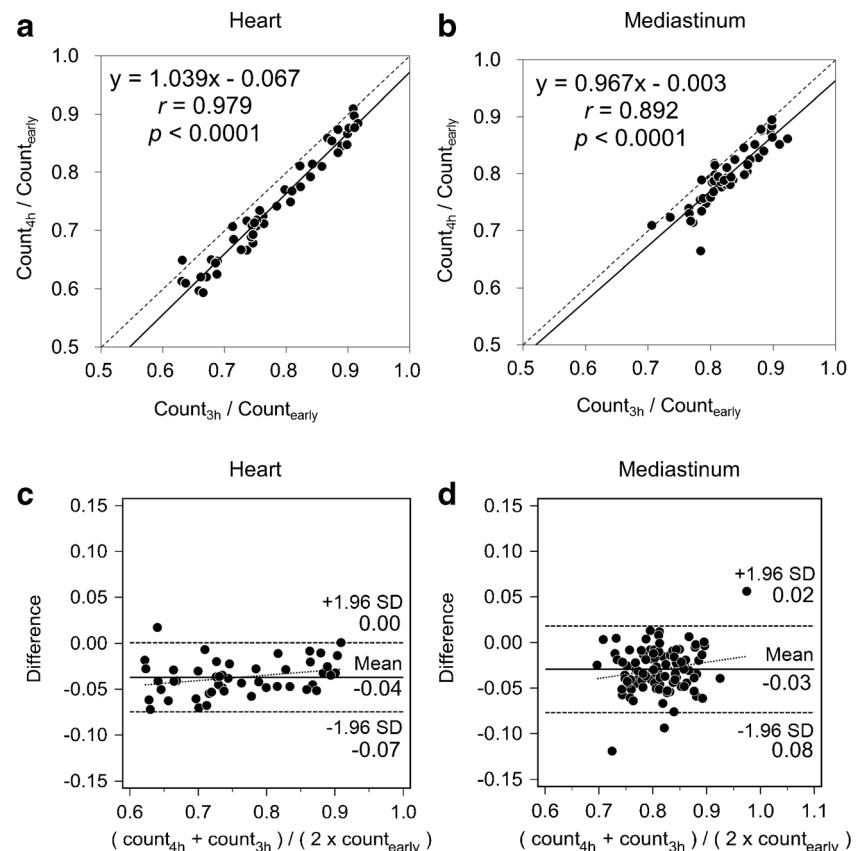 a
Heart
y = 1.039x - 0.067
r = 0.979
p < 0.0001
1.0
0.9
0.8
0.7
0.6
0.5
0.5 0.6 0.7 0.8 0.9 1.0
Count4h / Countearly
Count3h / Countearly
b
Mediastinum
y = 0.967x - 0.003
r = 0.892
p < 0.0001
1.0
0.9
0.8
0.7
0.6
0.5
0.5 0.6 0.7 0.8 0.9 1.0
Count4h / Countearly
Count3h / Countearly
c
Heart
0.15
0.10
0.05
0.00
-0.05
-0.10
-0.15
Difference
+1.96 SD
0.00
Mean
-0.04
-1.96 SD
-0.07
0.6 0.7 0.8 0.9 1.0
( count4h + count3h ) / ( 2 x countearly )
d
Mediastinum
0.15
0.10
0.05
0.00
-0.05
-0.10
-0.15
Difference
+1.96 SD
0.02
Mean
-0.03
-1.96 SD
0.08
0.6 0.7 0.8 0.9 1.0 1.1
( count4h + count3h ) / ( 2 x countearly )